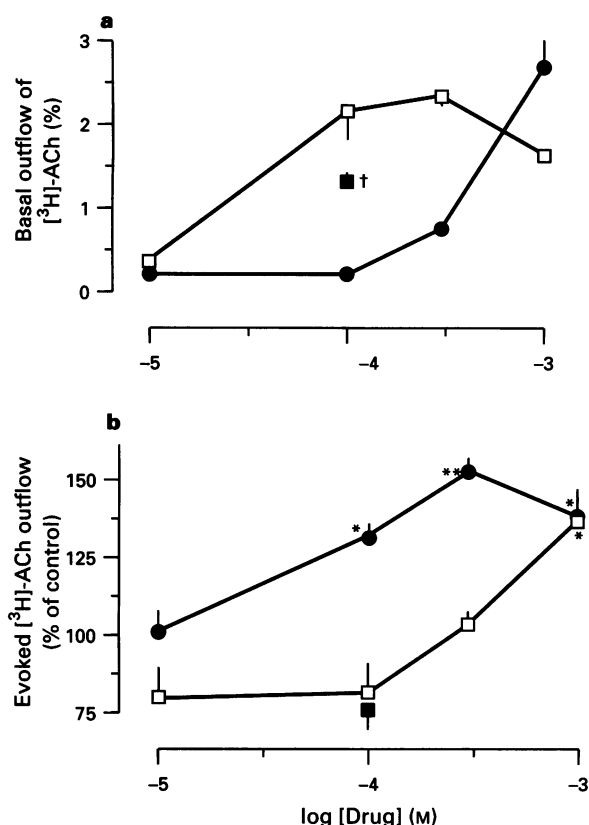 a
Basal outflow of
[³H]-ACh (%)
3
2
1
0
†
-5
-4
-3
b
Evoked [³H]-ACh outflow
(% of control)
150
125
100
75
*
**
*
*
-5
-4
-3
log [Drug] (M)